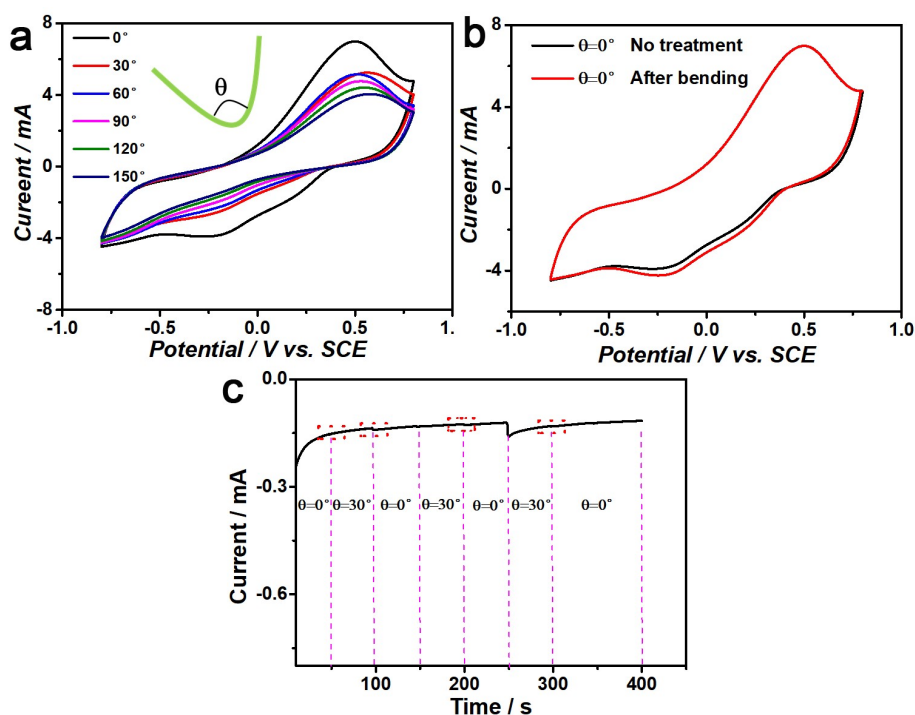 a
0°
30°
60°
90°
120°
150°
θ
8
4
0
-4
-8
-1.0
-0.5
0.0
0.5
1.
Cureent / mA
Potential / V vs. SCE
b
θ=0° No treatment
θ=0° After bending
8
4
0
-4
-1.0
-0.5
0.0
0.5
1.0
Cureent / mA
Potential / V vs. SCE
c
0.0
-0.3
-0.6
Current / mA
θ=0° θ=30° θ=0° θ=30° θ=0° θ=30° θ=0°
100
200
300
400
Time / s